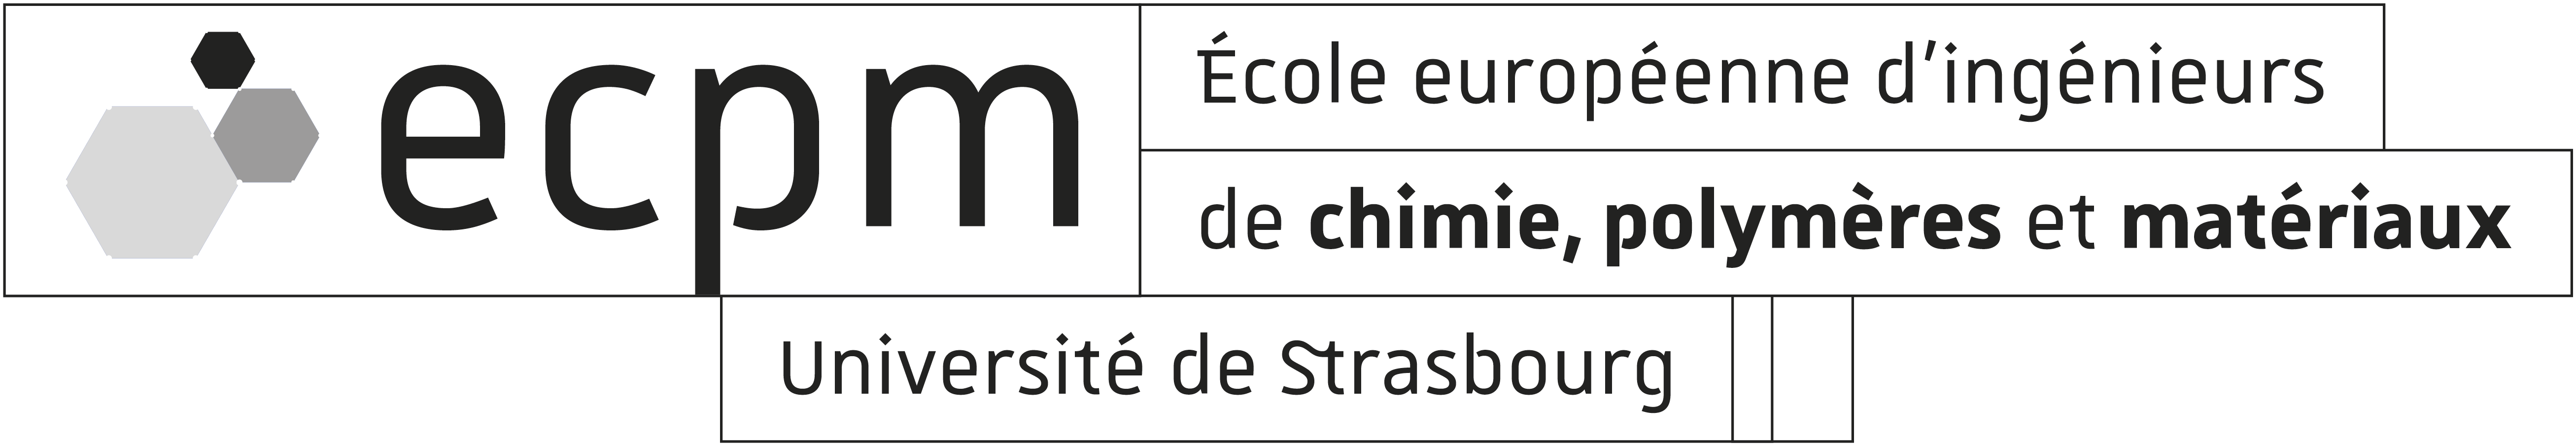 ecpm
École européenne d’ingénieurs
de chimie, polymères et matériaux
Université de Strasbourg